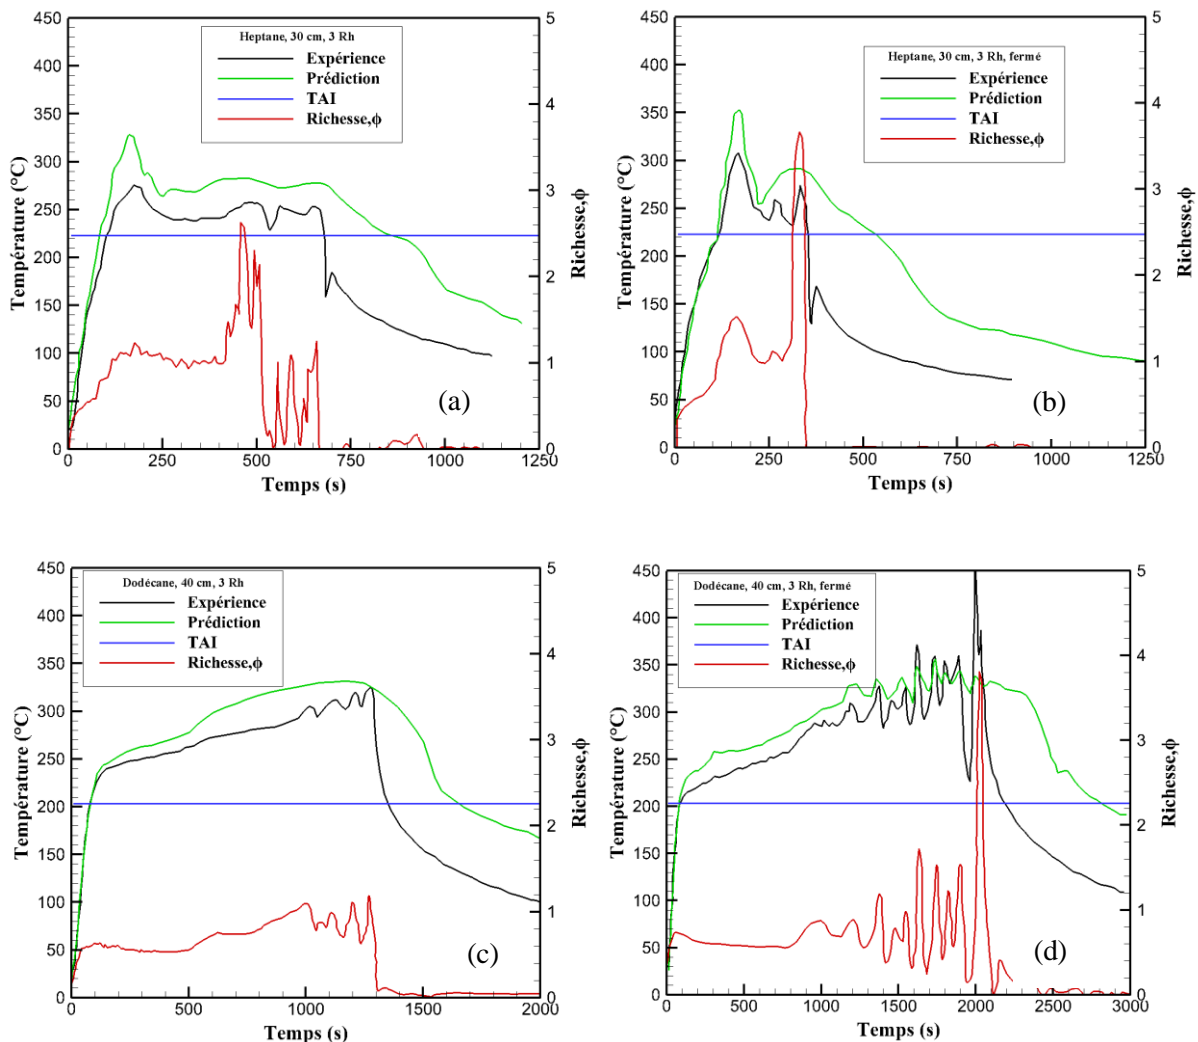 Heptane, 30 cm, 3 Rh
Expérience
Prédiction
TAI
Richesse,ϕ
Température (°C)
450
400
350
300
250
200
150
100
50
0
5
4
3
2
1
0
Richesse,ϕ
(a)
0 250 500 750 1000 1250
Temps (s)
Heptane, 30 cm, 3 Rh, fermé
Expérience
Prédiction
TAI
Richesse,ϕ
Température (°C)
450
400
350
300
250
200
150
100
50
0
5
4
3
2
1
0
Richesse,ϕ
(b)
0 250 500 750 1000 1250
Temps (s)
Dodécane, 40 cm, 3 Rh
Expérience
Prédiction
TAI
Richesse,ϕ
Température (°C)
450
400
350
300
250
200
150
100
50
0
5
4
3
2
1
0
Richesse,ϕ
(c)
0 500 1000 1500 2000
Temps (s)
Dodécane, 40 cm, 3 Rh, fermé
Expérience
Prédiction
TAI
Richesse,ϕ
Température (°C)
450
400
350
300
250
200
150
100
50
0
5
4
3
2
1
0
Richesse,ϕ
(d)
0 500 1000 1500 2000 2500 3000
Temps (s)